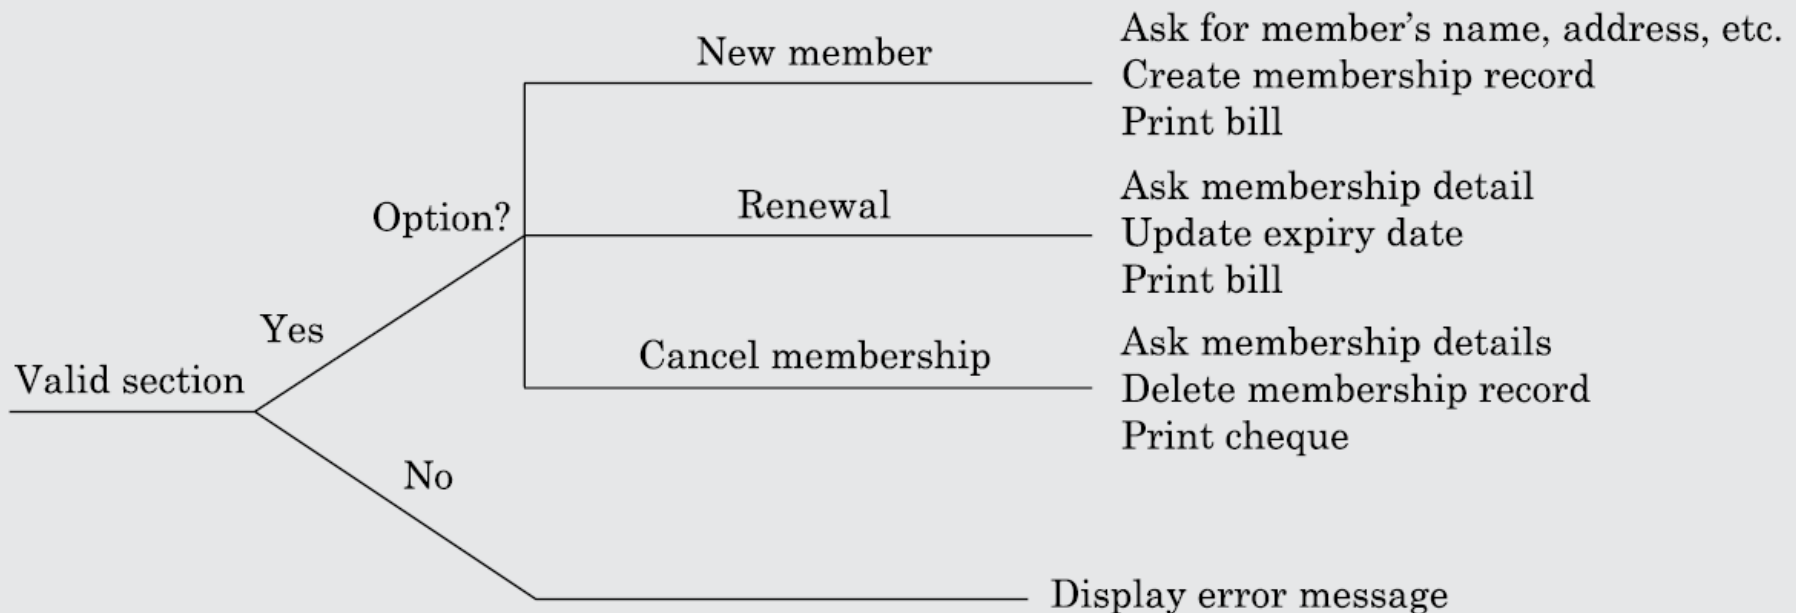 New member
Ask for member’s name, address, etc.
Create membership record
Print bill
Option?
Renewal
Ask membership detail
Update expiry date
Print bill
Yes
Cancel membership
Ask membership details
Delete membership record
Print cheque
Valid section
No
Display error message